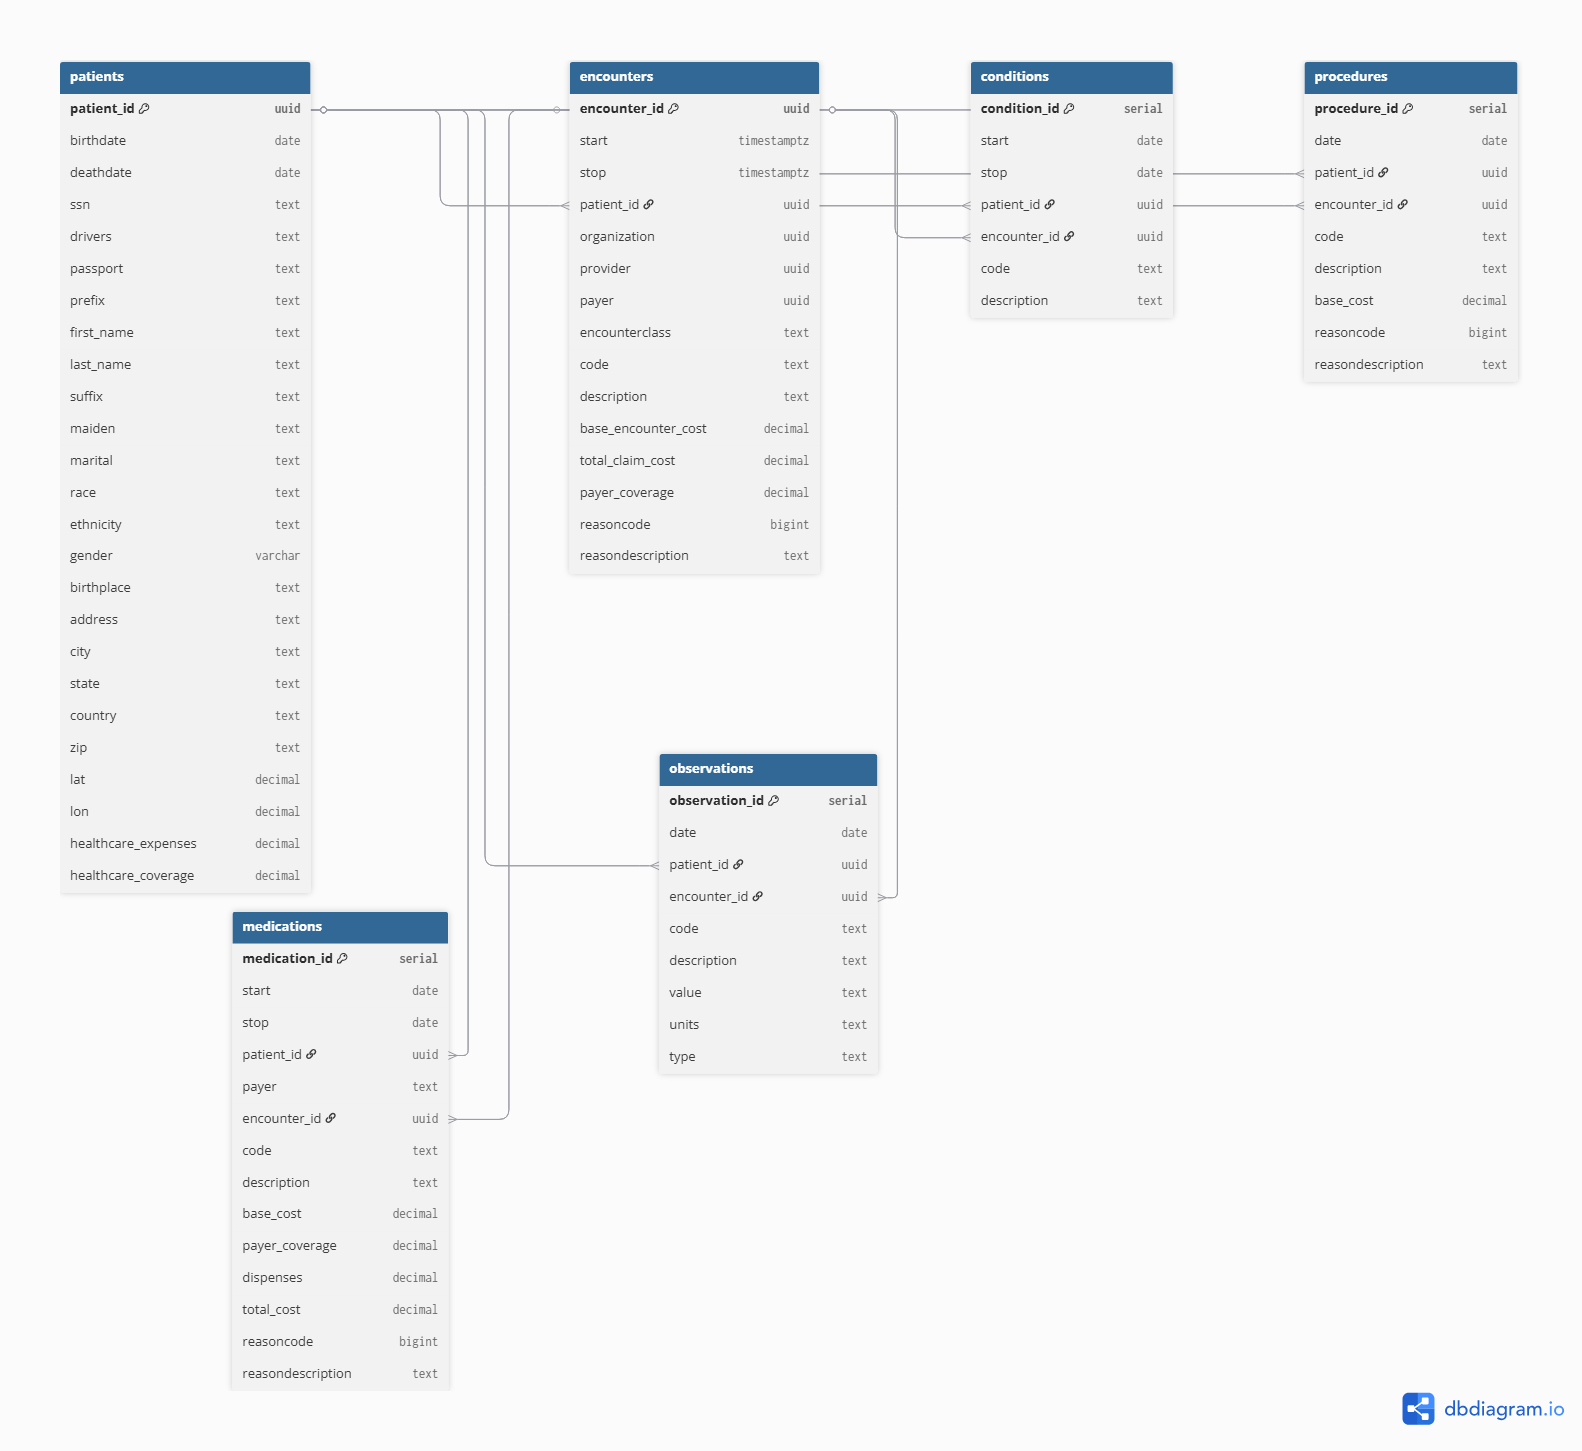 patients
patient_id uuid
birthdate date
deathdate date
ssn text
drivers text
passport text
prefix text
first_name text
last_name text
suffix text
maiden text
marital text
race text
ethnicity text
gender varchar
birthplace text
address text
city text
state text
country text
zip text
lat decimal
lon decimal
healthcare_expenses decimal
healthcare_coverage decimal
encounters
encounter_id uuid
start timestamptz
stop timestamptz
patient_id uuid
organization uuid
provider uuid
payer uuid
encounterclass text
code text
description text
base_encounter_cost decimal
total_claim_cost decimal
payer_coverage decimal
reasoncode bigint
reasondescription text
conditions
condition_id serial
start date
stop date
patient_id uuid
encounter_id uuid
code text
description text
procedures
procedure_id serial
date date
patient_id uuid
encounter_id uuid
code text
description text
base_cost decimal
reasoncode bigint
reasondescription text
observations
observation_id serial
date date
patient_id uuid
encounter_id uuid
code text
description text
value text
units text
type text
medications
medication_id serial
start date
stop date
patient_id uuid
payer text
encounter_id uuid
code text
description text
base_cost decimal
payer_coverage decimal
dispenses decimal
total_cost decimal
reasoncode bigint
reasondescription text
dbdiagram.io